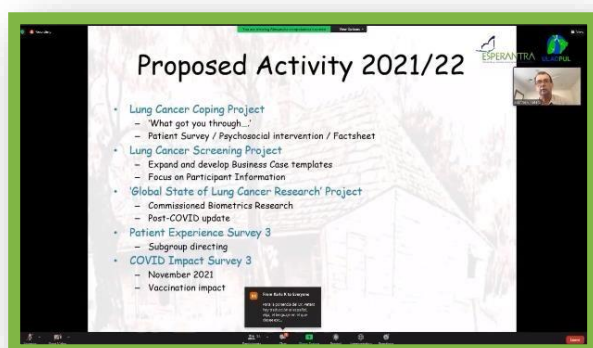 Proposed Activity 2021/22
ESPERANTRA
• Lung Cancer Coping Project
– 'What got you through....'
– Patient Survey / Psychosocial intervention / Factsheet
• Lung Cancer Screening Project
– Expand and develop Business Case templates
– Focus on Participant Information
• 'Global State of Lung Cancer Research' Project
– Commissioned Biometrics Research
– Post-COVID update
• Patient Experience Survey 3
– Subgroup directing
• COVID Impact Survey 3
– November 2021
– Vaccination impact